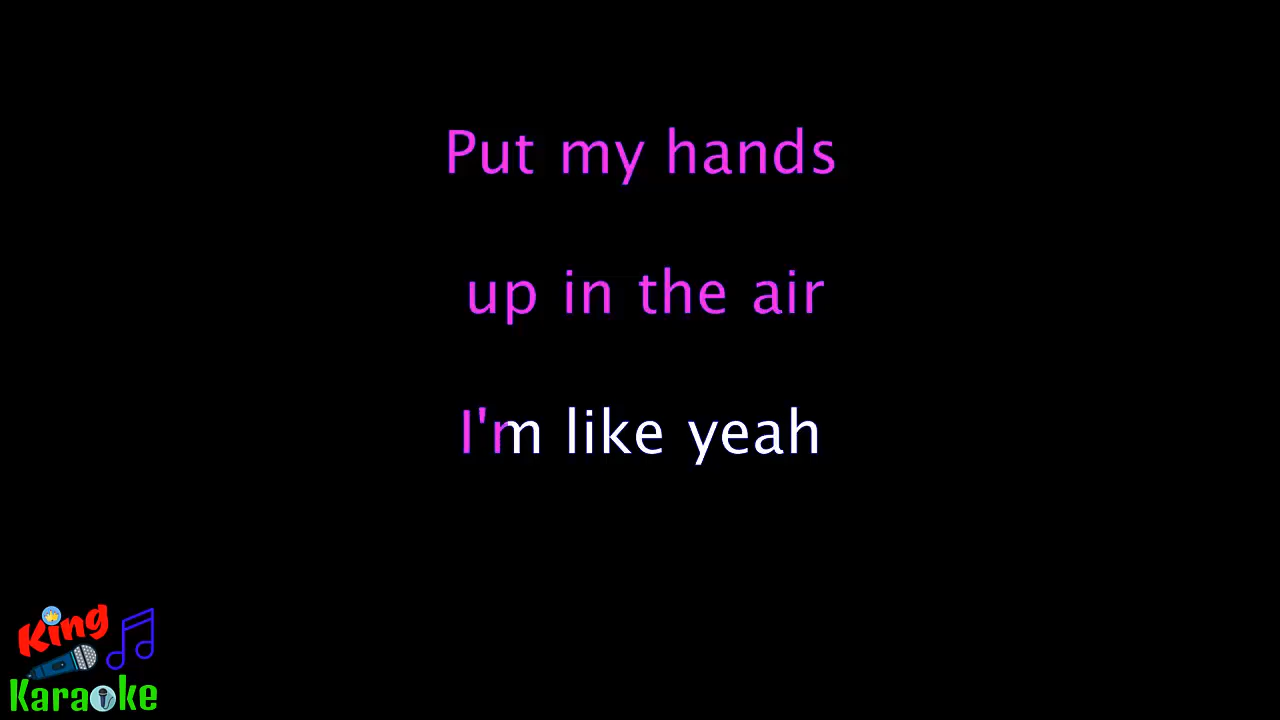 Put my hands
up in the air
I'm like yeah
King
Karaoke